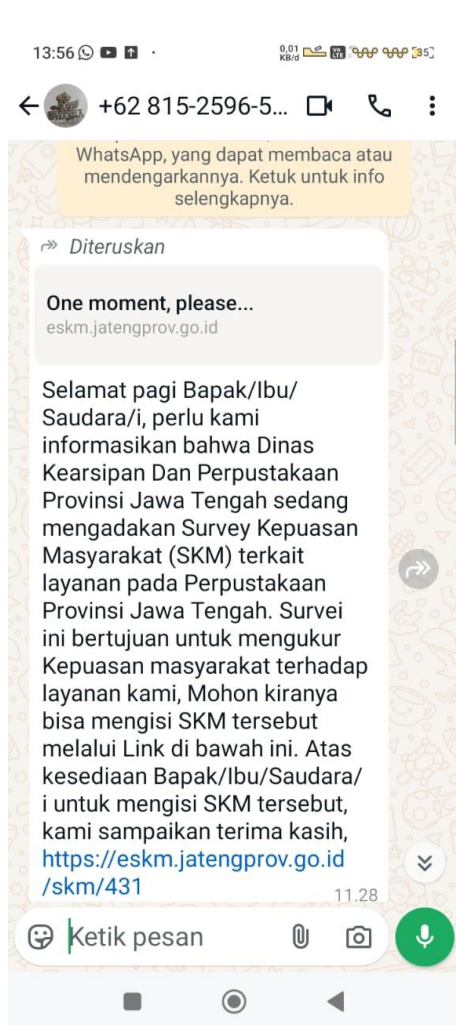 13:56
0,01
KB/d
Vo
LTE
35
+62 815-2596-5...
WhatsApp, yang dapat membaca atau
mendengarkannya. Ketuk untuk info
selengkapnya.
Diteruskan
One moment, please...
eskm.jatengprov.go.id
Selamat pagi Bapak/Ibu/
Saudara/i, perlu kami
informasikan bahwa Dinas
Kearsipan Dan Perpustakaan
Provinsi Jawa Tengah sedang
mengadakan Survey Kepuasan
Masyarakat (SKM) terkait
layanan pada Perpustakaan
Provinsi Jawa Tengah. Survei
ini bertujuan untuk mengukur
Kepuasan masyarakat terhadap
layanan kami, Mohon kiranya
bisa mengisi SKM tersebut
melalui Link di bawah ini. Atas
kesediaan Bapak/Ibu/Saudara/
i untuk mengisi SKM tersebut,
kami sampaikan terima kasih,
https://eskm.jatengprov.go.id
/skm/431
11.28
Ketik pesan